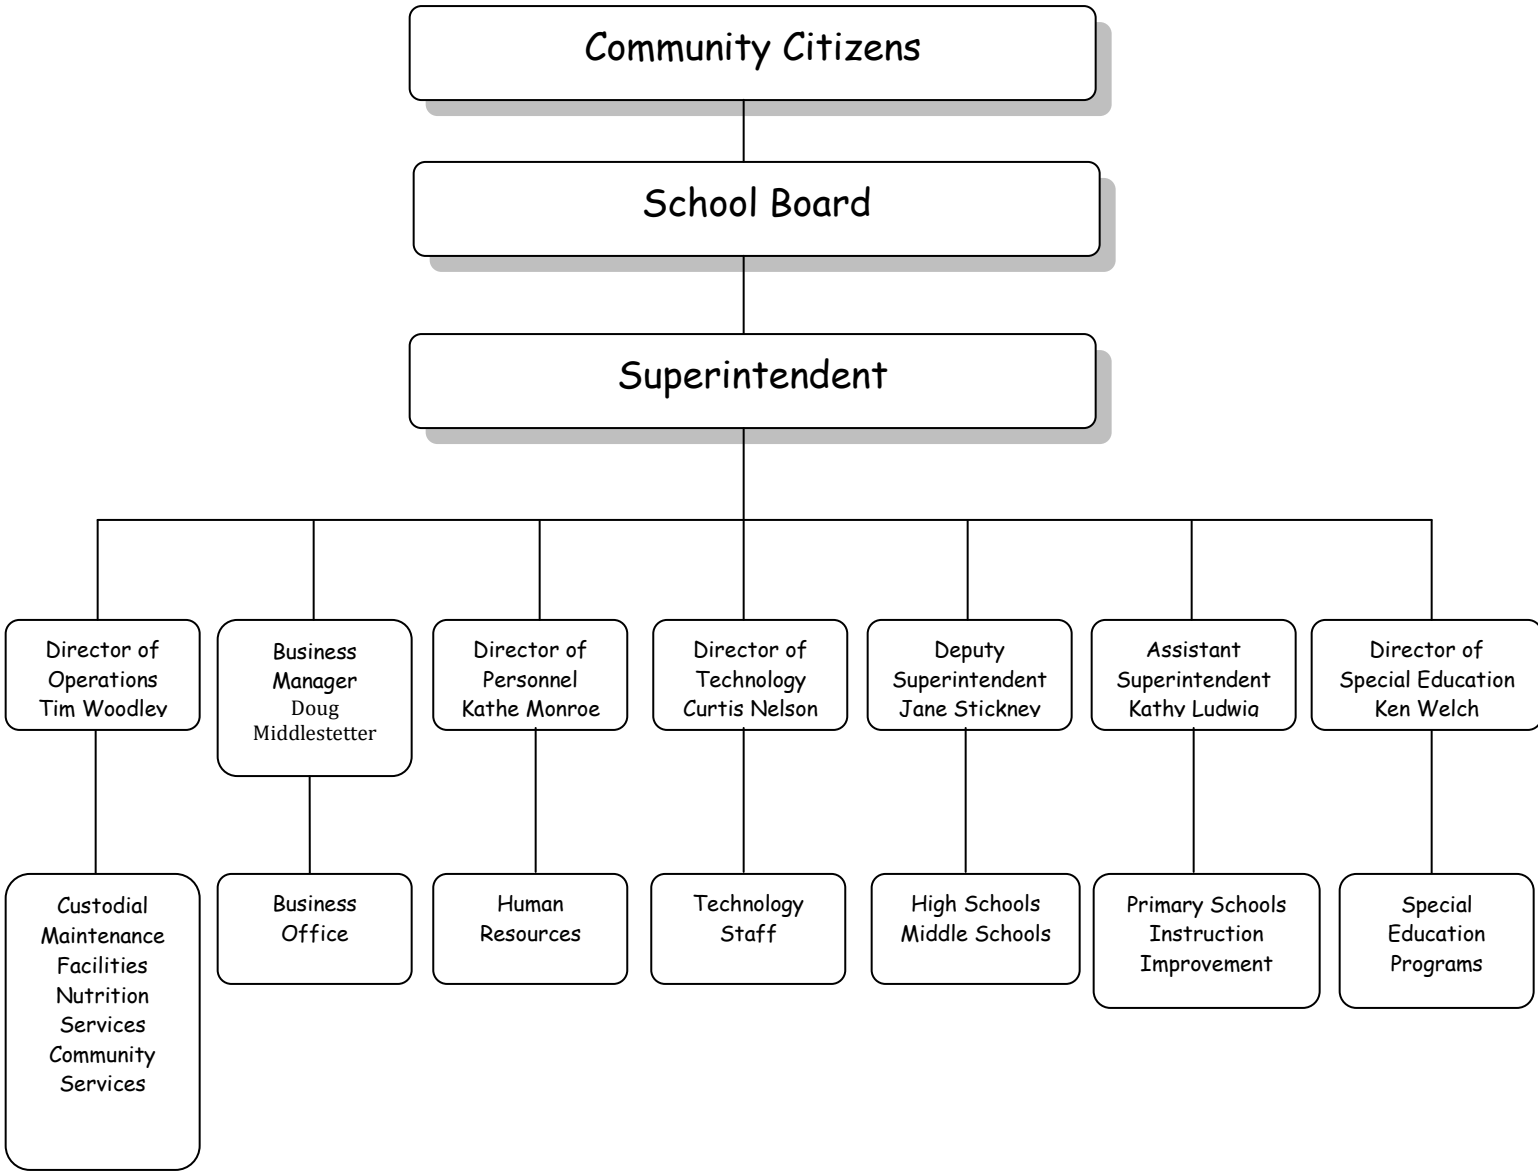 Community Citizens
School Board
Superintendent
Director of
Operations
Tim Woodley
Business
Manager
Doug
Middlestetter
Director of
Personnel
Kathe Monroe
Director of
Technology
Curtis Nelson
Deputy
Superintendent
Jane Stickney
Assistant
Superintendent
Kathy Ludwig
Director of
Special Education
Ken Welch
Custodial
Maintenance
Facilities
Nutrition
Services
Community
Services
Business
Office
Human
Resources
Technology
Staff
High Schools
Middle Schools
Primary Schools
Instruction
Improvement
Special
Education
Programs